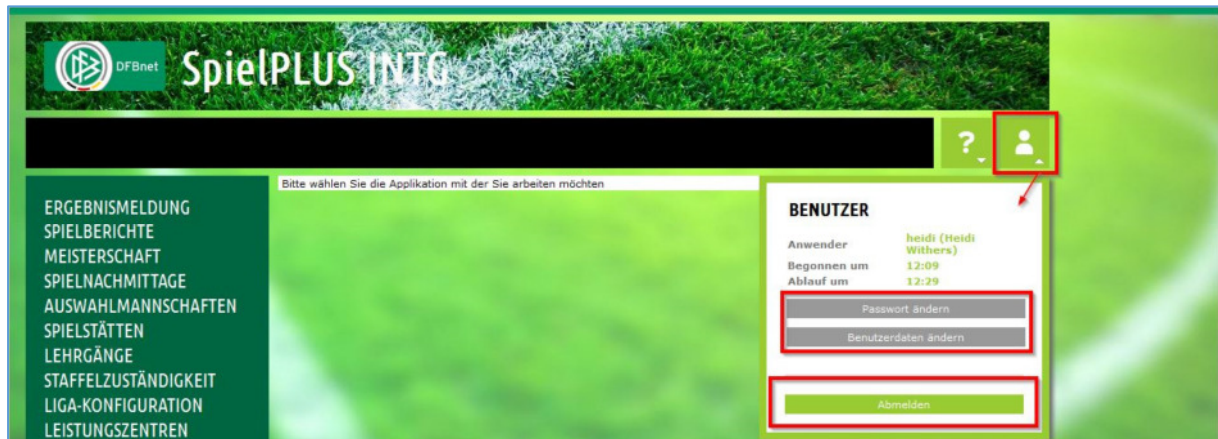 DFBnet
SpielPLUS INTG
?
Bitte wählen Sie die Applikation mit der Sie arbeiten möchten
ERGEBNISMELDUNG
SPIELBERICHTE
MEISTERSCHAFT
SPIELNACHMITTAGE
AUSWAHLMANNSCHAFTEN
SPIELSTÄTTEN
LEHRGÄNGE
STAFFELZUSTÄNDIGKEIT
LIGA-KONFIGURATION
LEISTUNGSZENTREN
BENUTZER
Anwender heidi (Heidi
Withers)
Begonnen um 12:09
Ablauf um 12:29
Passwort ändern
Benutzerdaten ändern
Abmelden